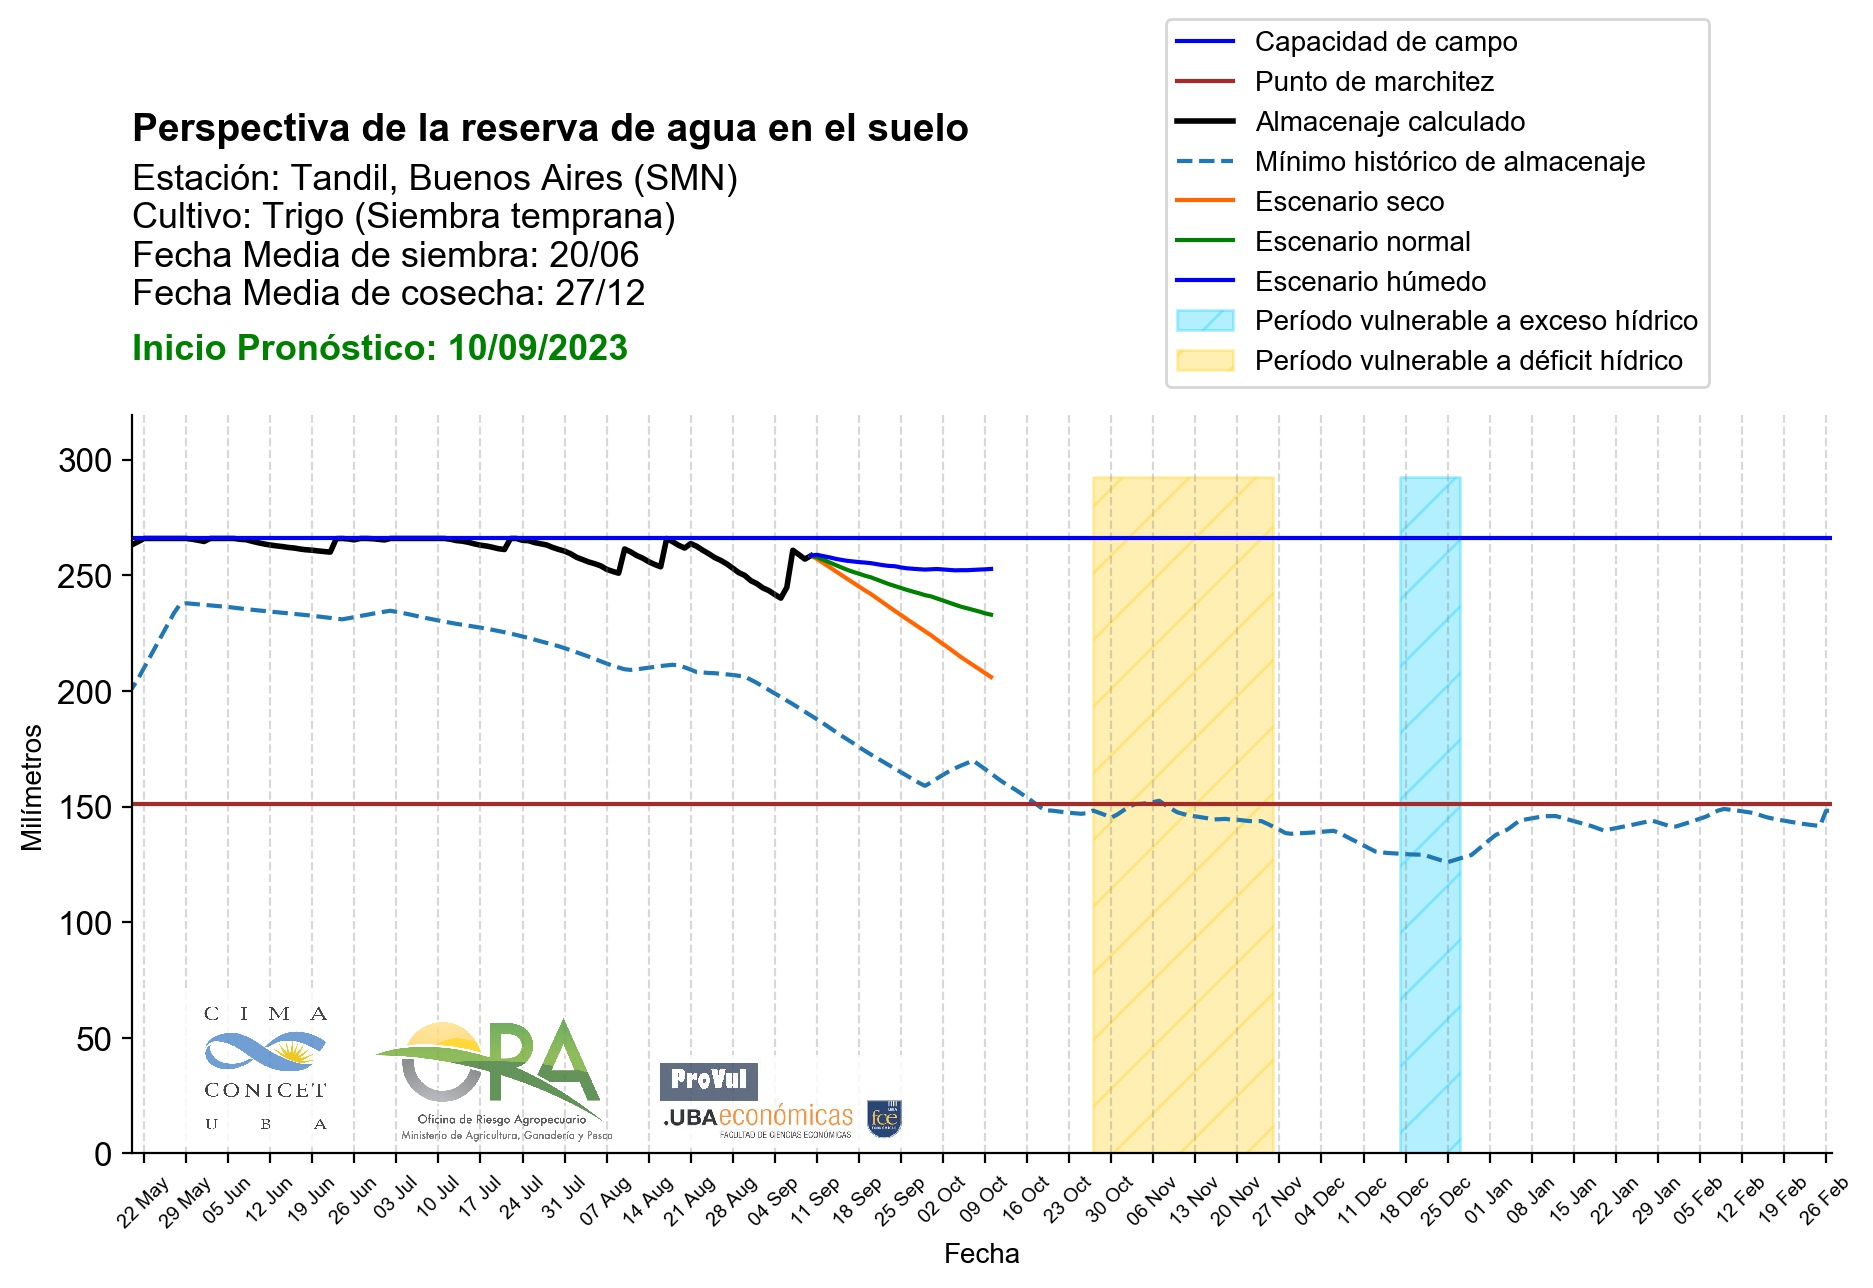 Capacidad de campo
Punto de marchitez
Almacenaje calculado
Mínimo histórico de almacenaje
Escenario seco
Escenario normal
Escenario húmedo
Período vulnerable a exceso hídrico
Período vulnerable a déficit hídrico
Perspectiva de la reserva de agua en el suelo
Estación: Tandil, Buenos Aires (SMN)
Cultivo: Trigo (Siembra temprana)
Fecha Media de siembra: 20/06
Fecha Media de cosecha: 27/12
Inicio Pronóstico: 10/09/2023
300
250
200
150
100
50
0
Milímetros
CIMA
CONICET
UBA
ORA
Oficina de Riesgo Agropecuario
Ministerio de Agricultura, Ganadería y Pesca
ProVul
.UBAeconómicas
FACULTAD DE CIENCIAS ECONÓMICAS
fce
22 May
29 May
05 Jun
12 Jun
19 Jun
26 Jun
03 Jul
10 Jul
17 Jul
24 Jul
31 Jul
07 Aug
14 Aug
21 Aug
28 Aug
04 Sep
11 Sep
18 Sep
25 Sep
02 Oct
09 Oct
16 Oct
23 Oct
30 Oct
06 Nov
13 Nov
20 Nov
27 Nov
04 Dec
11 Dec
18 Dec
25 Dec
01 Jan
08 Jan
15 Jan
22 Jan
29 Jan
05 Feb
12 Feb
19 Feb
26 Feb
Fecha